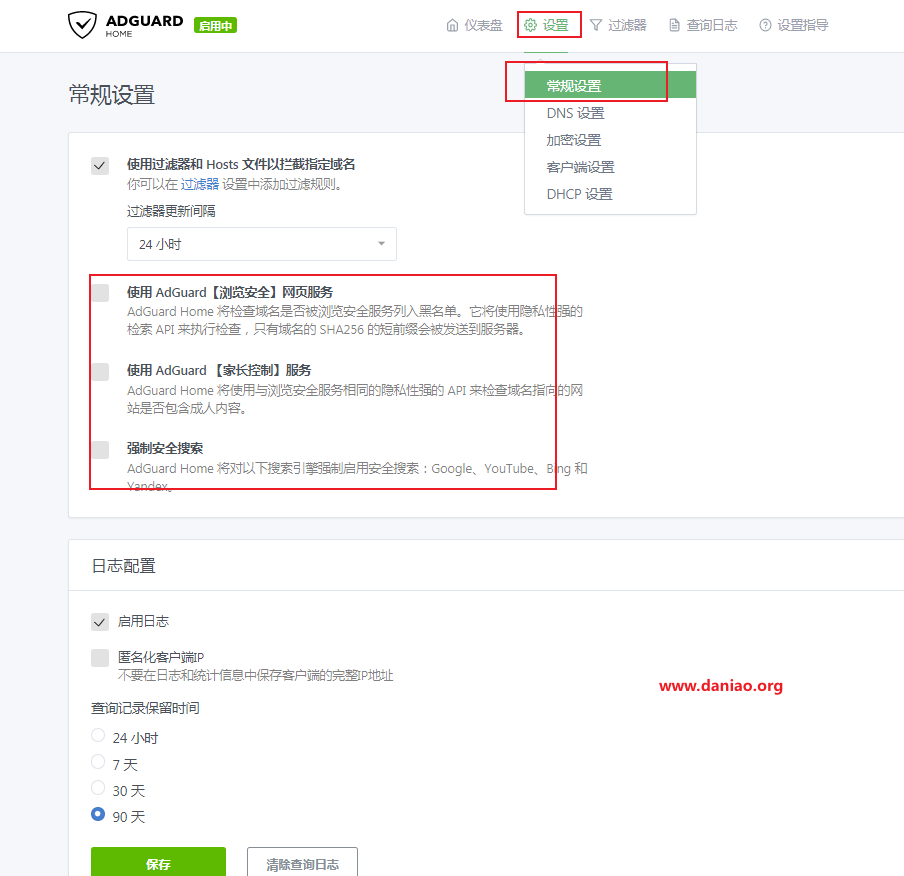 ADGUARD
HOME
启用中
仪表盘
设置
过滤器
查询日志
设置指导
常规设置
DNS 设置
加密设置
客户端设置
DHCP 设置
常规设置
使用过滤器和 Hosts 文件以拦截指定域名
你可以在 过滤器 设置中添加过滤规则。
过滤器更新间隔
24 小时
使用 AdGuard【浏览安全】网页服务
AdGuard Home 将检查域名是否被浏览安全服务列入黑名单。它将使用隐私性强的
检索 API 来执行检查，只有域名的 SHA256 的短前缀会被发送到服务器。
使用 AdGuard 【家长控制】服务
AdGuard Home 将使用与浏览安全服务相同的隐私性强的 API 来检查域名指向的网
站是否包含成人内容。
强制安全搜索
AdGuard Home 将对以下搜索引擎强制启用安全搜索：Google、YouTube、Bing 和
Yandex。
日志配置
启用日志
匿名化客户端IP
不要在日志和统计信息中保存客户端的完整IP地址
www.daniao.org
查询记录保留时间
24 小时
7 天
30 天
90 天
保存
清除查询日志